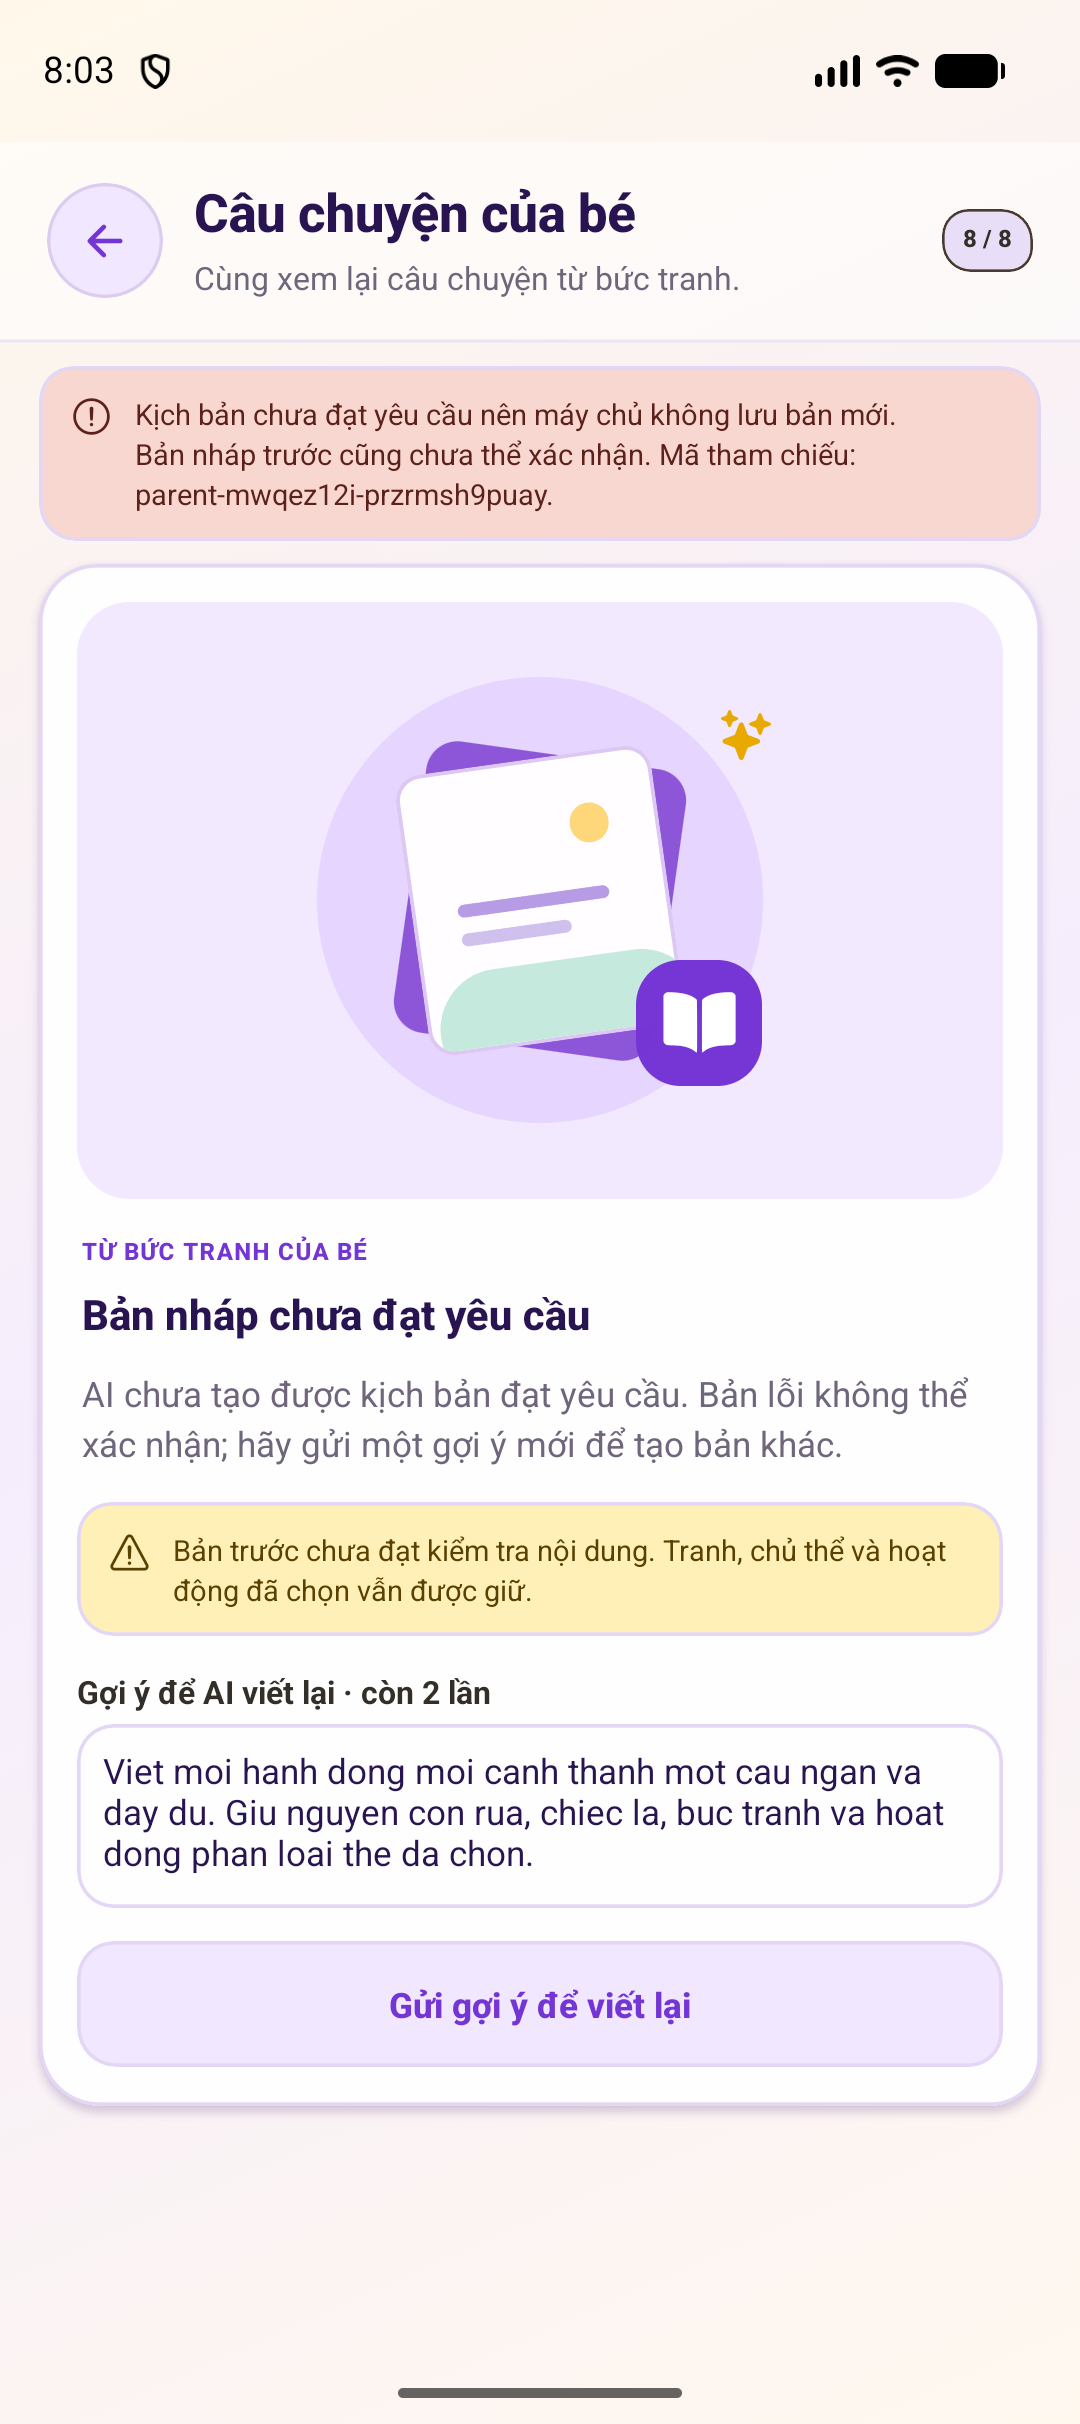 8:03
Câu chuyện của bé
Cùng xem lại câu chuyện từ bức tranh.
8 / 8
Kịch bản chưa đạt yêu cầu nên máy chủ không lưu bản mới.
Bản nháp trước cũng chưa thể xác nhận. Mã tham chiếu:
parent-mwqez12i-przrmsh9puay.
TỪ BỨC TRANH CỦA BÉ
Bản nháp chưa đạt yêu cầu
AI chưa tạo được kịch bản đạt yêu cầu. Bản lỗi không thể
xác nhận; hãy gửi một gợi ý mới để tạo bản khác.
Bản trước chưa đạt kiểm tra nội dung. Tranh, chủ thể và hoạt
động đã chọn vẫn được giữ.
Gợi ý để AI viết lại · còn 2 lần
Viet moi hanh dong moi canh thanh mot cau ngan va
day du. Giu nguyen con rua, chiec la, buc tranh va hoat
dong phan loai the da chon.
Gửi gợi ý để viết lại